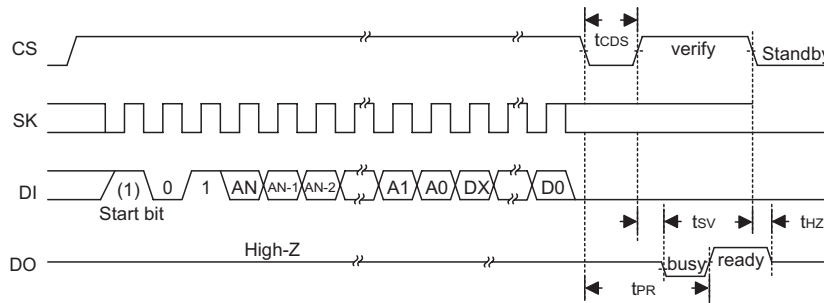 CS tCDS verify Standby
SK
DI (1) 0 1 AN AN-1 AN-2 A1 A0 DX D0
Start bit
tSV tHZ
High-Z
DO busy ready
tPR